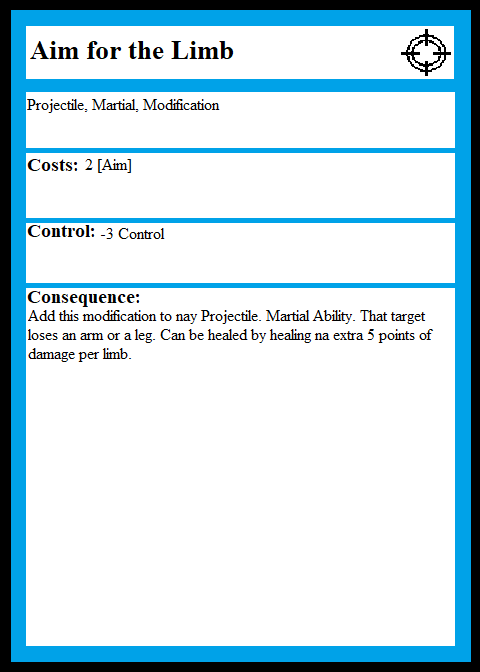 Aim for the Limb
Projectile, Martial, Modification
Costs: 2 [Aim]
Control: -3 Control
Consequence:
Add this modification to nay Projectile. Martial Ability. That target
loses an arm or a leg. Can be healed by healing na extra 5 points of
damage per limb.